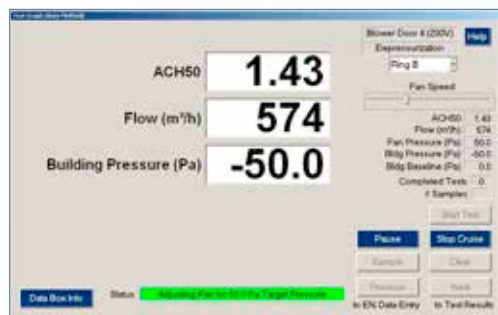 Blower Door 4 (230V)
Help
Depressurization
Ring B
Fan Speed
ACH50 1.43
Flow (m³/h) 574
Building Pressure (Pa) -50.0
ACH50 1.43
Flow (m³/h) 574
Fan Pressure (Pa) 50.0
Bldg Pressure (Pa) -50.0
Bldg Baseline (Pa) 0.0
Completed Tests 0
# Samples
Start Test
Pause
Stop Cruise
Sample
Clear
Previous
Next
Data Box Info
Status
Adjusting Fan for 50.0 Pa Target Pressure
to EN Data Entry
to Test Results